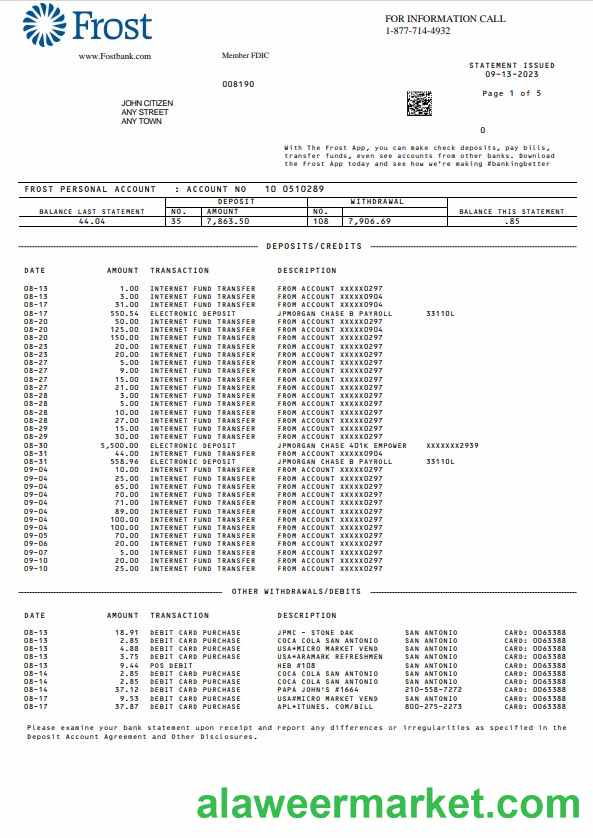 Frost
FOR INFORMATION CALL
1-877-714-4932
www.Fostbank.com
Member FDIC
STATEMENT ISSUED
09-13-2023
008190
Page 1 of 5
JOHN CITIZEN
ANY STREET
ANY TOWN
0
With The Frost App, you can make check deposits, pay bills,
transfer funds, even see accounts from other banks. Download
the Frost App today and see how we're making #Bankingbetter
FROST PERSONAL ACCOUNT : ACCOUNT NO 10 0510289
DEPOSIT WITHDRAWAL
BALANCE LAST STATEMENT NO. AMOUNT NO. BALANCE THIS STATEMENT
44.04 35 7,863.50 108 7,906.69 .85
DEPOSITS/CREDITS
DATE AMOUNT TRANSACTION DESCRIPTION
08-13 1.00 INTERNET FUND TRANSFER FROM ACCOUNT XXXXX0297
08-13 3.00 INTERNET FUND TRANSFER FROM ACCOUNT XXXXX0904
08-17 31.00 INTERNET FUND TRANSFER FROM ACCOUNT XXXXX0904
08-17 550.54 ELECTRONIC DEPOSIT JPMORGAN CHASE B PAYROLL 33110L
08-20 50.00 INTERNET FUND TRANSFER FROM ACCOUNT XXXXX0297
08-20 125.00 INTERNET FUND TRANSFER FROM ACCOUNT XXXXX0904
08-20 150.00 INTERNET FUND TRANSFER FROM ACCOUNT XXXXX0297
08-23 20.00 INTERNET FUND TRANSFER FROM ACCOUNT XXXXX0297
08-23 20.00 INTERNET FUND TRANSFER FROM ACCOUNT XXXXX0297
08-27 5.00 INTERNET FUND TRANSFER FROM ACCOUNT XXXXX0297
08-27 9.00 INTERNET FUND TRANSFER FROM ACCOUNT XXXXX0297
08-27 15.00 INTERNET FUND TRANSFER FROM ACCOUNT XXXXX0297
08-27 21.00 INTERNET FUND TRANSFER FROM ACCOUNT XXXXX0297
08-28 3.00 INTERNET FUND TRANSFER FROM ACCOUNT XXXXX0297
08-28 5.00 INTERNET FUND TRANSFER FROM ACCOUNT XXXXX0297
08-28 10.00 INTERNET FUND TRANSFER FROM ACCOUNT XXXXX0297
08-28 27.00 INTERNET FUND TRANSFER FROM ACCOUNT XXXXX0297
08-29 15.00 INTERNET FUND TRANSFER FROM ACCOUNT XXXXX0297
08-29 30.00 INTERNET FUND TRANSFER FROM ACCOUNT XXXXX0297
08-30 5,500.00 ELECTRONIC DEPOSIT JPMORGAN CHASE 401K EMPOWER XXXXXXX2939
08-31 44.00 INTERNET FUND TRANSFER FROM ACCOUNT XXXXX0904
08-31 558.96 ELECTRONIC DEPOSIT JPMORGAN CHASE B PAYROLL 33110L
09-04 10.00 INTERNET FUND TRANSFER FROM ACCOUNT XXXXX0297
09-04 25.00 INTERNET FUND TRANSFER FROM ACCOUNT XXXXX0297
09-04 65.00 INTERNET FUND TRANSFER FROM ACCOUNT XXXXX0297
09-04 70.00 INTERNET FUND TRANSFER FROM ACCOUNT XXXXX0297
09-04 71.00 INTERNET FUND TRANSFER FROM ACCOUNT XXXXX0297
09-04 89.00 INTERNET FUND TRANSFER FROM ACCOUNT XXXXX0297
09-04 100.00 INTERNET FUND TRANSFER FROM ACCOUNT XXXXX0297
09-04 100.00 INTERNET FUND TRANSFER FROM ACCOUNT XXXXX0297
09-05 70.00 INTERNET FUND TRANSFER FROM ACCOUNT XXXXX0297
09-06 20.00 INTERNET FUND TRANSFER FROM ACCOUNT XXXXX0297
09-07 5.00 INTERNET FUND TRANSFER FROM ACCOUNT XXXXX0297
09-10 20.00 INTERNET FUND TRANSFER FROM ACCOUNT XXXXX0297
09-10 25.00 INTERNET FUND TRANSFER FROM ACCOUNT XXXXX0297
OTHER WITHDRAWALS/DEBITS
DATE AMOUNT TRANSACTION DESCRIPTION
08-13 18.91 DEBIT CARD PURCHASE JPMC - STONE OAK SAN ANTONIO CARD: 0063388
08-13 2.85 DEBIT CARD PURCHASE COCA COLA SAN ANTONIO SAN ANTONIO CARD: 0063388
08-13 4.88 DEBIT CARD PURCHASE USA*MICRO MARKET VEND SAN ANTONIO CARD: 0063388
08-13 3.75 DEBIT CARD PURCHASE USA*ARAMARK REFRESHMEN SAN ANTONIO CARD: 0063388
08-13 9.44 POS DEBIT HEB #108 SAN ANTONIO CARD: 0063388
08-14 2.85 DEBIT CARD PURCHASE COCA COLA SAN ANTONIO SAN ANTONIO CARD: 0063388
08-14 2.85 DEBIT CARD PURCHASE COCA COLA SAN ANTONIO SAN ANTONIO CARD: 0063388
08-14 37.12 DEBIT CARD PURCHASE PAPA JOHN'S #1664 210-558-7272 CARD: 0063388
08-17 9.53 DEBIT CARD PURCHASE USA#MICRO MARKET VEND SAN ANTONIO CARD: 0063388
08-17 37.87 DEBIT CARD PURCHASE APL*ITUNES. COM/BILL 800-275-2273 CARD: 0063388
Please examine your bank statement upon receipt and report any differences or irregularities as specified in the
Deposit Account Agreement and Other Disclosures.
alaweermarket.com